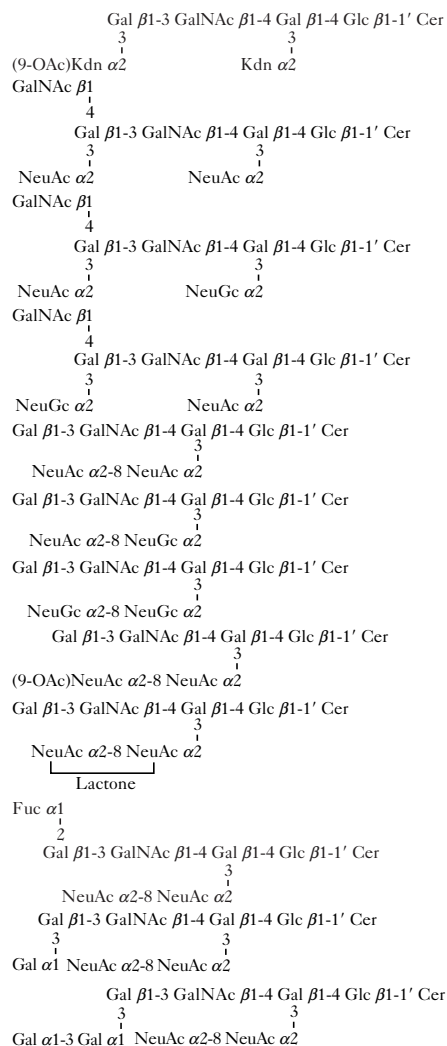 Gal β1-3 GalNAc β1-4 Gal β1-4 Glc β1-1′ Cer
3 3
(9-OAc)Kdn α2 Kdn α2
GalNAc β1
4
Gal β1-3 GalNAc β1-4 Gal β1-4 Glc β1-1′ Cer
3 3
NeuAc α2 NeuAc α2
GalNAc β1
4
Gal β1-3 GalNAc β1-4 Gal β1-4 Glc β1-1′ Cer
3 3
NeuAc α2 NeuGc α2
GalNAc β1
4
Gal β1-3 GalNAc β1-4 Gal β1-4 Glc β1-1′ Cer
3 3
NeuGc α2 NeuAc α2
Gal β1-3 GalNAc β1-4 Gal β1-4 Glc β1-1′ Cer
3
NeuAc α2-8 NeuAc α2
Gal β1-3 GalNAc β1-4 Gal β1-4 Glc β1-1′ Cer
3
NeuAc α2-8 NeuGc α2
Gal β1-3 GalNAc β1-4 Gal β1-4 Glc β1-1′ Cer
3
NeuGc α2-8 NeuGc α2
Gal β1-3 GalNAc β1-4 Gal β1-4 Glc β1-1′ Cer
3
(9-OAc)NeuAc α2-8 NeuAc α2
Gal β1-3 GalNAc β1-4 Gal β1-4 Glc β1-1′ Cer
3
NeuAc α2-8 NeuAc α2
Lactone
Fuc α1
2
Gal β1-3 GalNAc β1-4 Gal β1-4 Glc β1-1′ Cer
3
NeuAc α2-8 NeuAc α2
Gal β1-3 GalNAc β1-4 Gal β1-4 Glc β1-1′ Cer
3 3
Gal α1 NeuAc α2-8 NeuAc α2
Gal β1-3 GalNAc β1-4 Gal β1-4 Glc β1-1′ Cer
3 3
Gal α1-3 Gal α1 NeuAc α2-8 NeuAc α2